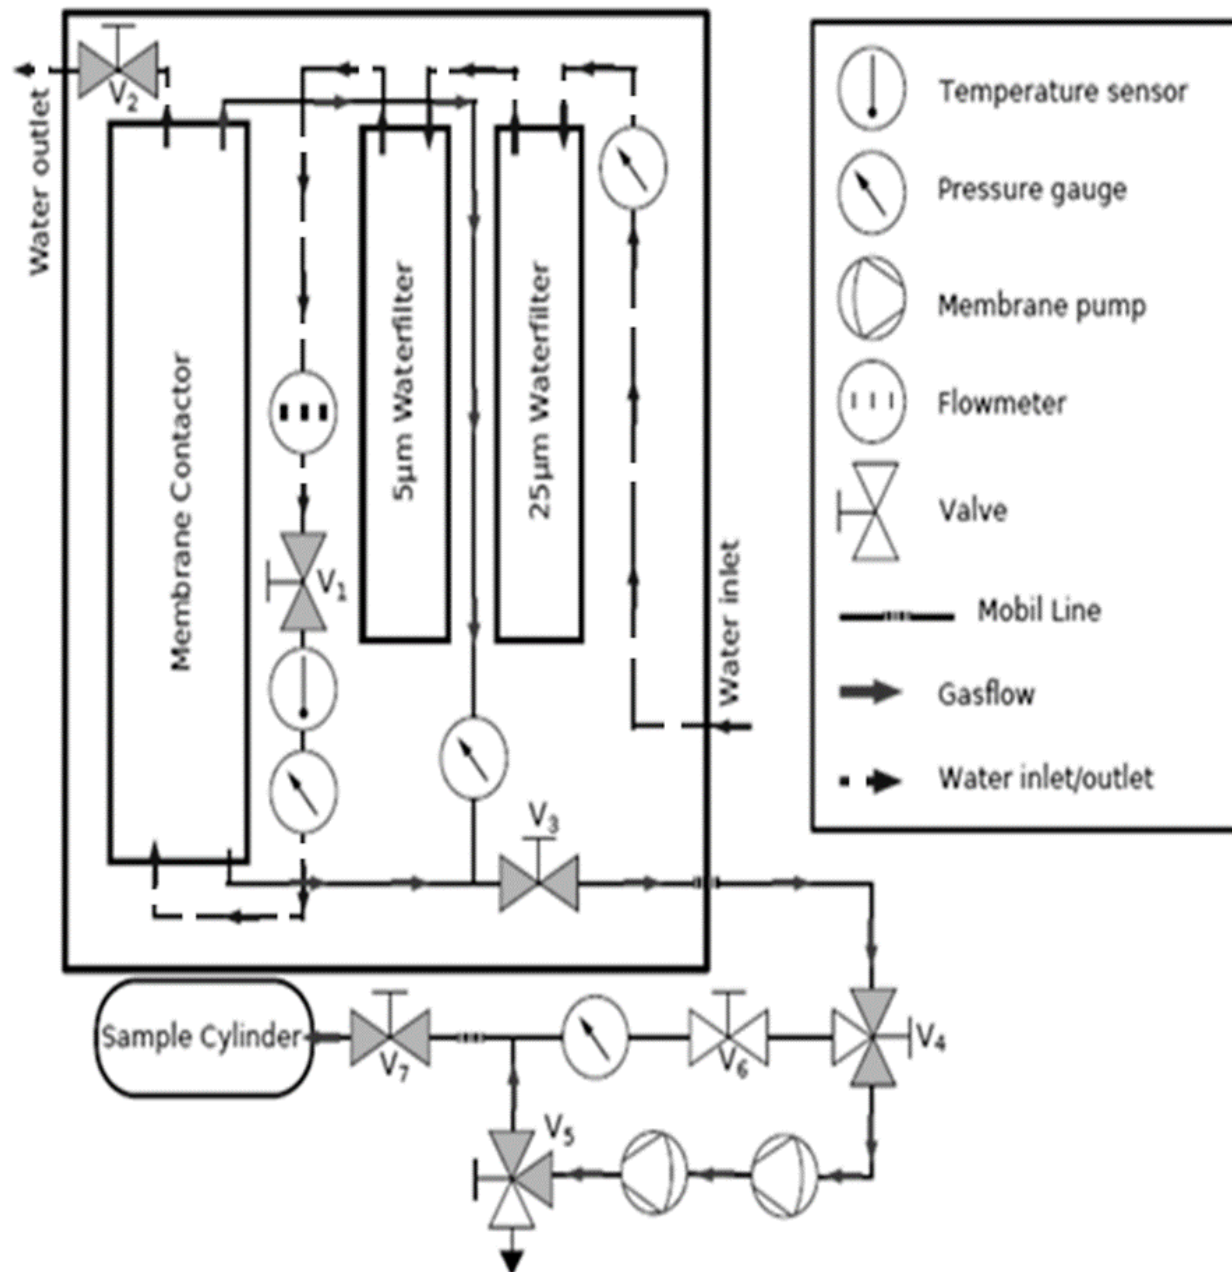 Water outlet
V2
Membrane Contactor
V1
5µm Waterfilter
25µm Waterfilter
Water inlet
V3
Sample Cylinder
V7
V6
V4
V5
Temperature sensor
Pressure gauge
Membrane pump
Flowmeter
Valve
Mobil Line
Gasflow
Water inlet/outlet